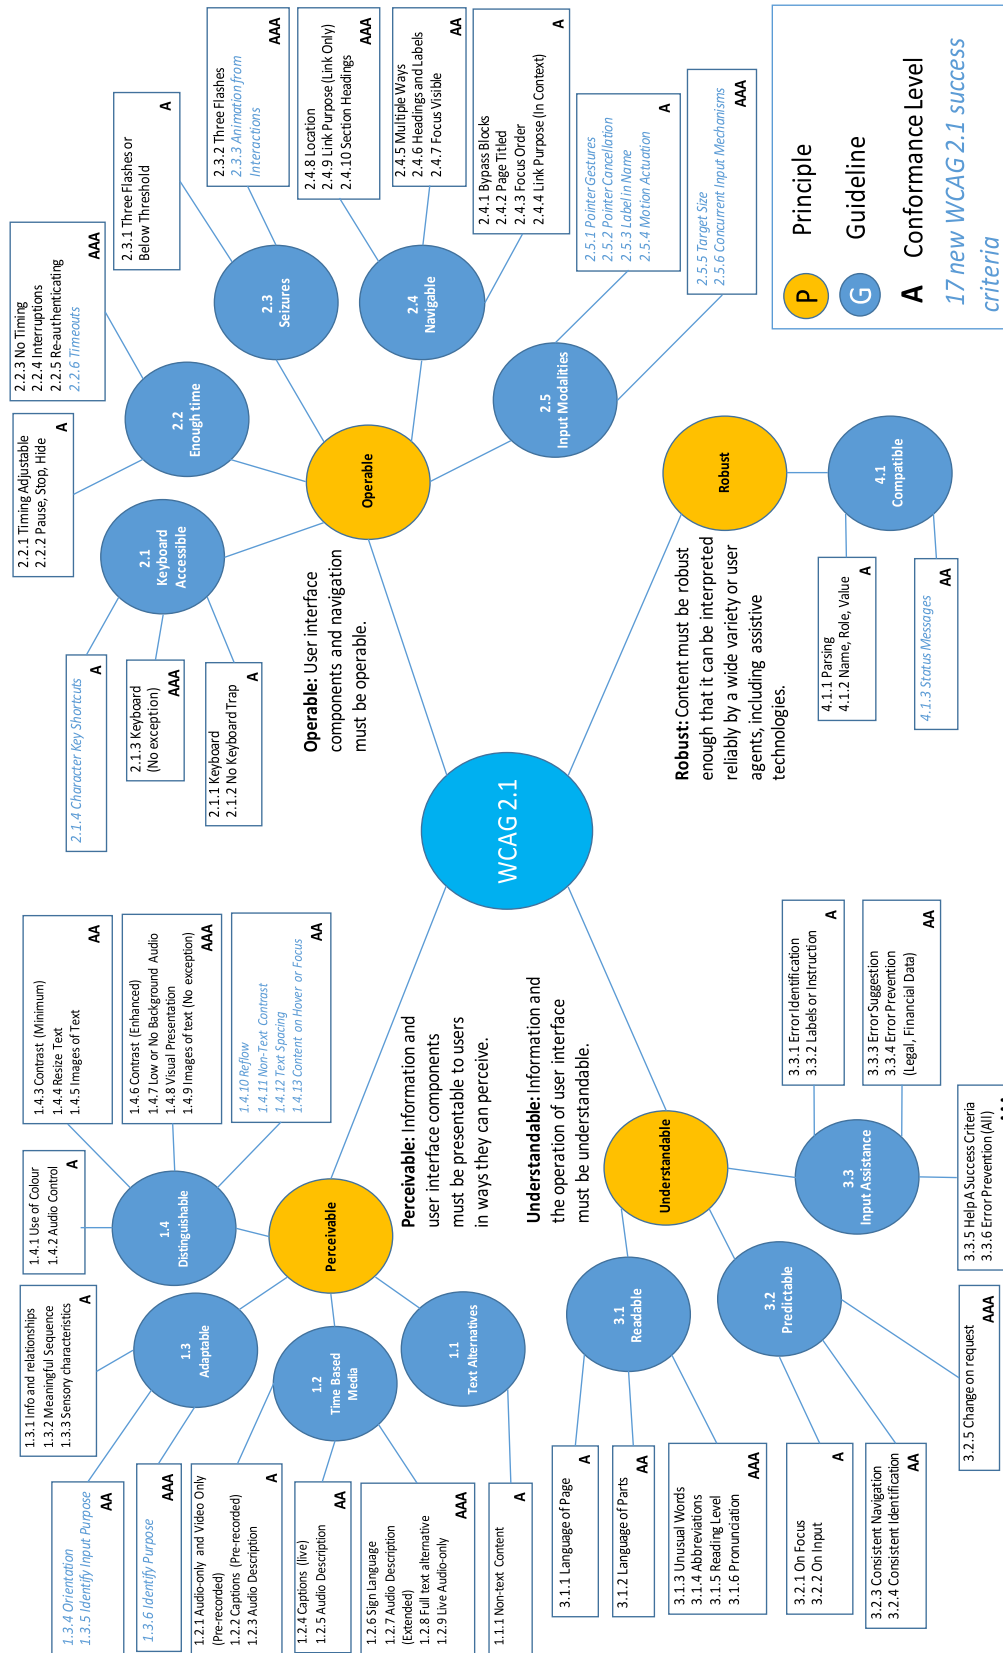 1.3.4 Orientation
1.3.5 Identify Input Purpose
AA
1.3.1 Info and relationships
1.3.2 Meaningful Sequence
1.3.3 Sensory characteristics
A
1.4.1 Use of Colour
1.4.2 Audio Control
A
1.4.3 Contrast (Minimum)
1.4.4 Resize Text
1.4.5 Images of Text
AA
1.3.6 Identify Purpose
AAA
1.4.6 Contrast (Enhanced)
1.4.7 Low or No Background Audio
1.4.8 Visual Presentation
1.4.9 Images of text (No exception)
AAA
1.4.10 Reflow
1.4.11 Non-Text Contrast
1.4.12 Text Spacing
1.4.13 Content on Hover or Focus
AA
1.2.1 Audio-only and Video Only
(Pre-recorded)
1.2.2 Captions (Pre-recorded)
1.2.3 Audio Description
A
1.2.4 Captions (live)
1.2.5 Audio Description
AA
1.2.6 Sign Language
1.2.7 Audio Description
(Extended)
1.2.8 Full text alternative
1.2.9 Live Audio-only
AAA
1.1.1 Non-text Content
A
1.3
Adaptable
1.4
Distinguishable
1.2
Time Based
Media
1.1
Text Alternatives
Perceivable
Perceivable: Information and
user interface components
must be presentable to users
in ways they can perceive.
2.1.4 Character Key Shortcuts
A
2.1.3 Keyboard
(No exception)
AAA
2.1.1 Keyboard
2.1.2 No Keyboard Trap
A
2.2.1 Timing Adjustable
2.2.2 Pause, Stop, Hide
A
2.2.3 No Timing
2.2.4 Interruptions
2.2.5 Re-authenticating
2.2.6 Timeouts
AAA
2.3.1 Three Flashes or
Below Threshold
A
2.3.2 Three Flashes
2.3.3 Animation from
Interactions
AAA
2.4.8 Location
2.4.9 Link Purpose (Link Only)
2.4.10 Section Headings
AAA
2.4.5 Multiple Ways
2.4.6 Headings and Labels
2.4.7 Focus Visible
AA
2.4.1 Bypass Blocks
2.4.2 Page Titled
2.4.3 Focus Order
2.4.4 Link Purpose (In Context)
A
2.5.1 Pointer Gestures
2.5.2 Pointer Cancellation
2.5.3 Label in Name
2.5.4 Motion Actuation
A
2.5.5 Target Size
2.5.6 Concurrent Input Mechanisms
AAA
2.1
Keyboard
Accessible
2.2
Enough time
2.3
Seizures
2.4
Navigable
2.5
Input Modalities
Operable
Operable: User interface
components and navigation
must be operable.
WCAG 2.1
Understandable: Information and
the operation of user interface
must be understandable.
Understandable
3.1
Readable
3.2
Predictable
3.3
Input Assistance
3.1.1 Language of Page
A
3.1.2 Language of Parts
AA
3.1.3 Unusual Words
3.1.4 Abbreviations
3.1.5 Reading Level
3.1.6 Pronunciation
AAA
3.2.1 On Focus
3.2.2 On Input
A
3.2.3 Consistent Navigation
3.2.4 Consistent Identification
AA
3.2.5 Change on request
AAA
3.3.1 Error Identification
3.3.2 Labels or Instruction
A
3.3.3 Error Suggestion
3.3.4 Error Prevention
(Legal, Financial Data)
AA
3.3.5 Help A Success Criteria
3.3.6 Error Prevention (All)
Robust: Content must be robust
enough that it can be interpreted
reliably by a wide variety or user
agents, including assistive
technologies.
Robust
4.1
Compatible
4.1.1 Parsing
4.1.2 Name, Role, Value
A
4.1.3 Status Messages
AA
P Principle
G Guideline
A Conformance Level
17 new WCAG 2.1 success
criteria